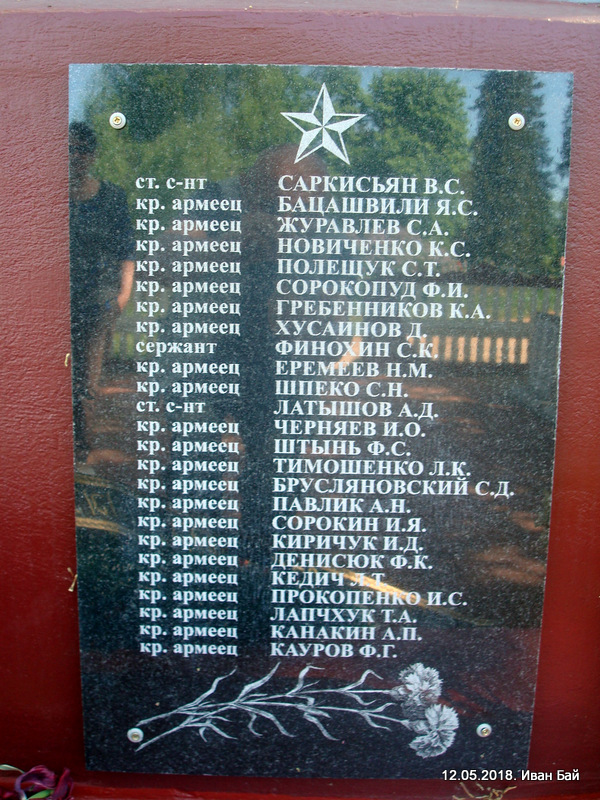 ст. с-нт САРКИСЬЯН В.С.
кр. армеец БАЦАШВИЛИ Я.С.
кр. армеец ЖУРАВЛЕВ С.А.
кр. армеец НОВИЧЕНКО К.С.
кр. армеец ПОЛЕЩУК С.Т.
кр. армеец СОРОКОПУД Ф.И.
кр. армеец ГРЕБЕННИКОВ К.А.
кр. армеец ХУСАИНОВ Д.
сержант ФИНОХИН С.К.
кр. армеец ЕРЕМЕЕВ Н.М.
кр. армеец ШПЕКО С.Н.
ст. с-нт ЛАТЫШОВ А.Д.
кр. армеец ЧЕРНЯЕВ И.О.
кр. армеец ШТЫНЬ Ф.С.
кр. армеец ТИМОШЕНКО Л.К.
кр. армеец БРУСЛЯНОВСКИЙ С.Д.
кр. армеец ПАВЛИК А.Н.
кр. армеец СОРОКИН И.Я.
кр. армеец КИРИЧУК И.Д.
кр. армеец ДЕНИСЮК Ф.К.
кр. армеец КЕДИЧ Л.Т.
кр. армеец ПРОКОПЕНКО И.С.
кр. армеец ЛАПЧХУК Т.А.
кр. армеец КАНАКИН А.П.
кр. армеец КАУРОВ Ф.Г.
12.05.2018. Иван Бай